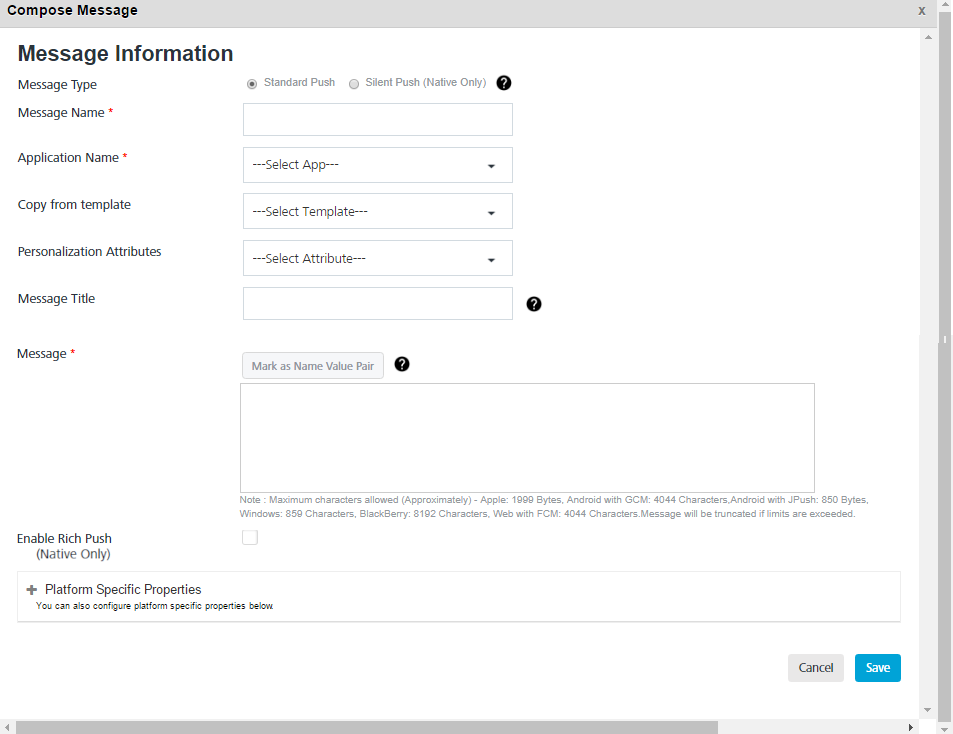 Compose Message x
Message Information
Message Type Standard Push Silent Push (Native Only) ?
Message Name *
Application Name * ---Select App---
Copy from template ---Select Template---
Personalization Attributes ---Select Attribute---
Message Title ?
Message * Mark as Name Value Pair ?
Note : Maximum characters allowed (Approximately) - Apple: 1999 Bytes, Android with GCM: 4044 Characters,Android with JPush: 850 Bytes,
Windows: 859 Characters, BlackBerry: 8192 Characters, Web with FCM: 4044 Characters.Message will be truncated if limits are exceeded.
Enable Rich Push
(Native Only)
+ Platform Specific Properties
You can also configure platform specific properties below.
Cancel Save